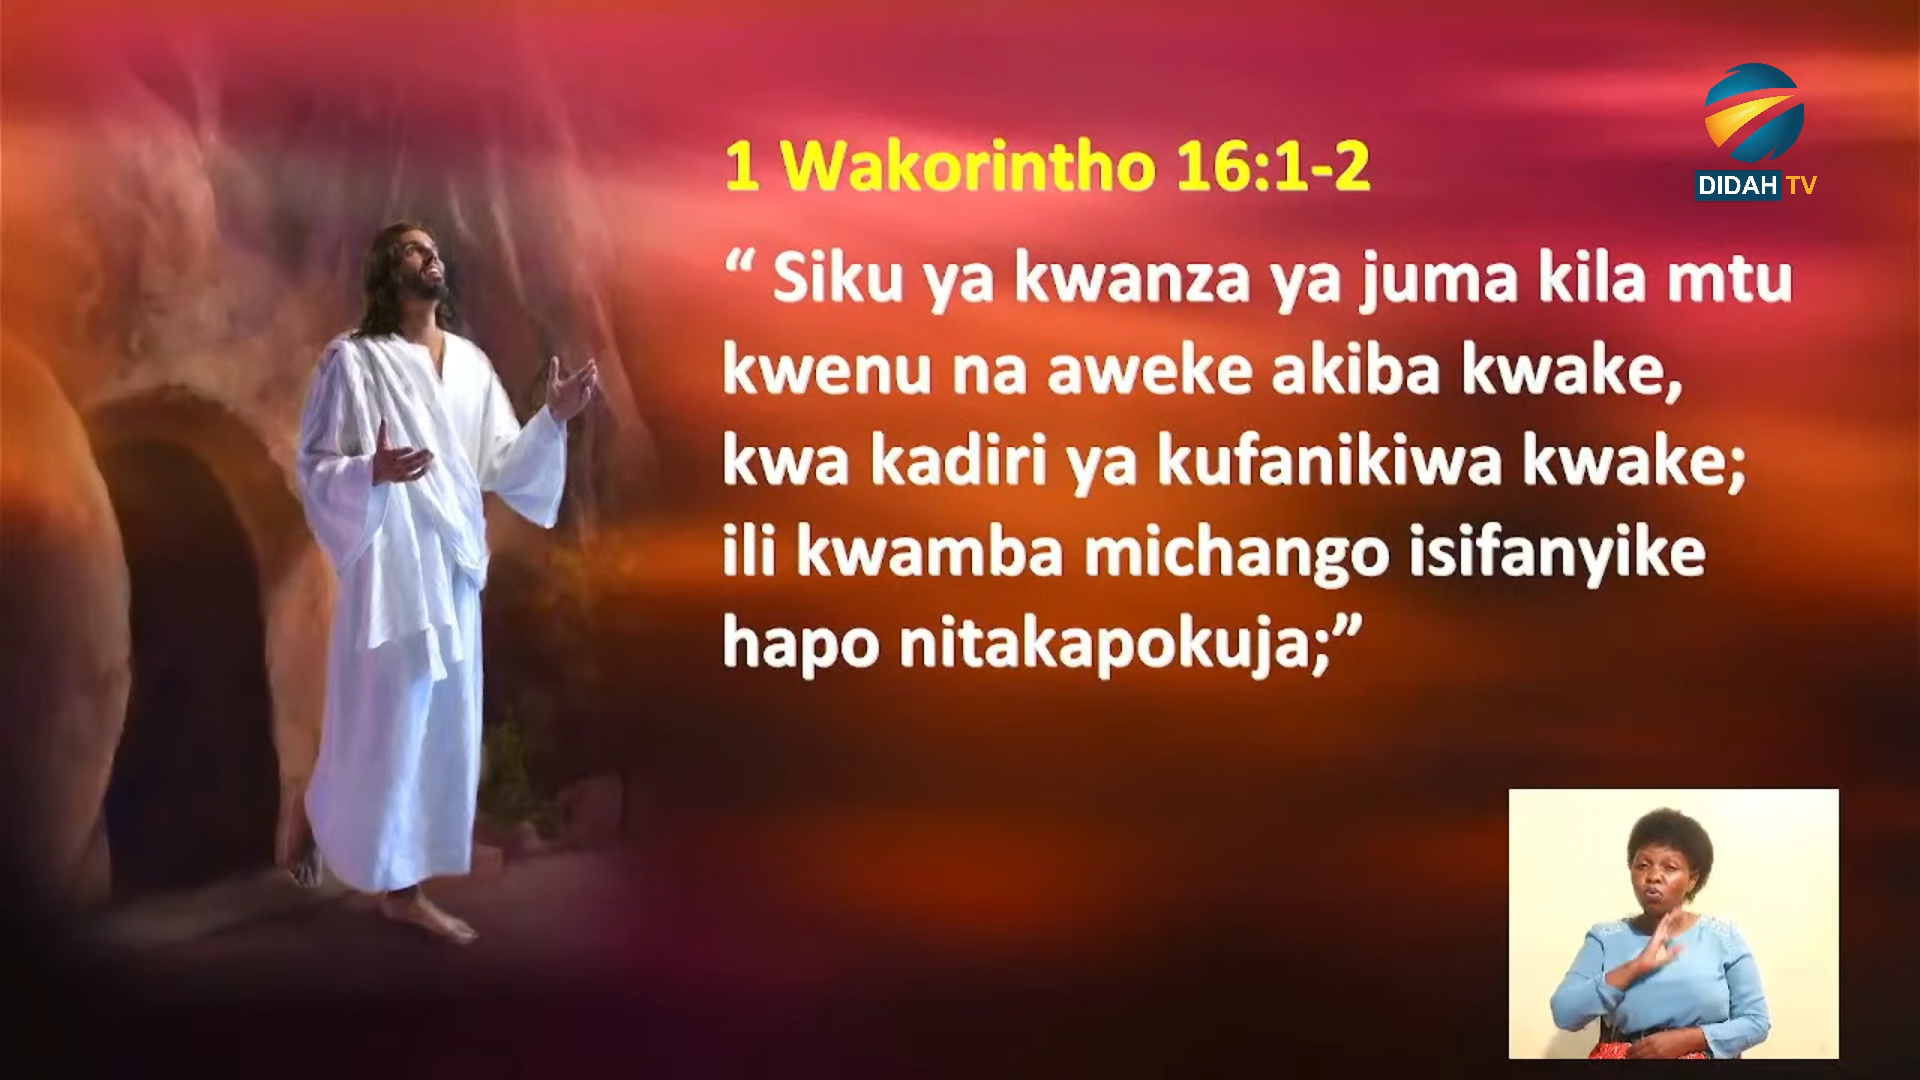 DIDAH TV
1 Wakorintho 16:1-2
“ Siku ya kwanza ya juma kila mtu
kwenu na aweke akiba kwake,
kwa kadiri ya kufanikiwa kwake;
ili kwamba michango isifanyike
hapo nitakapokuja;”